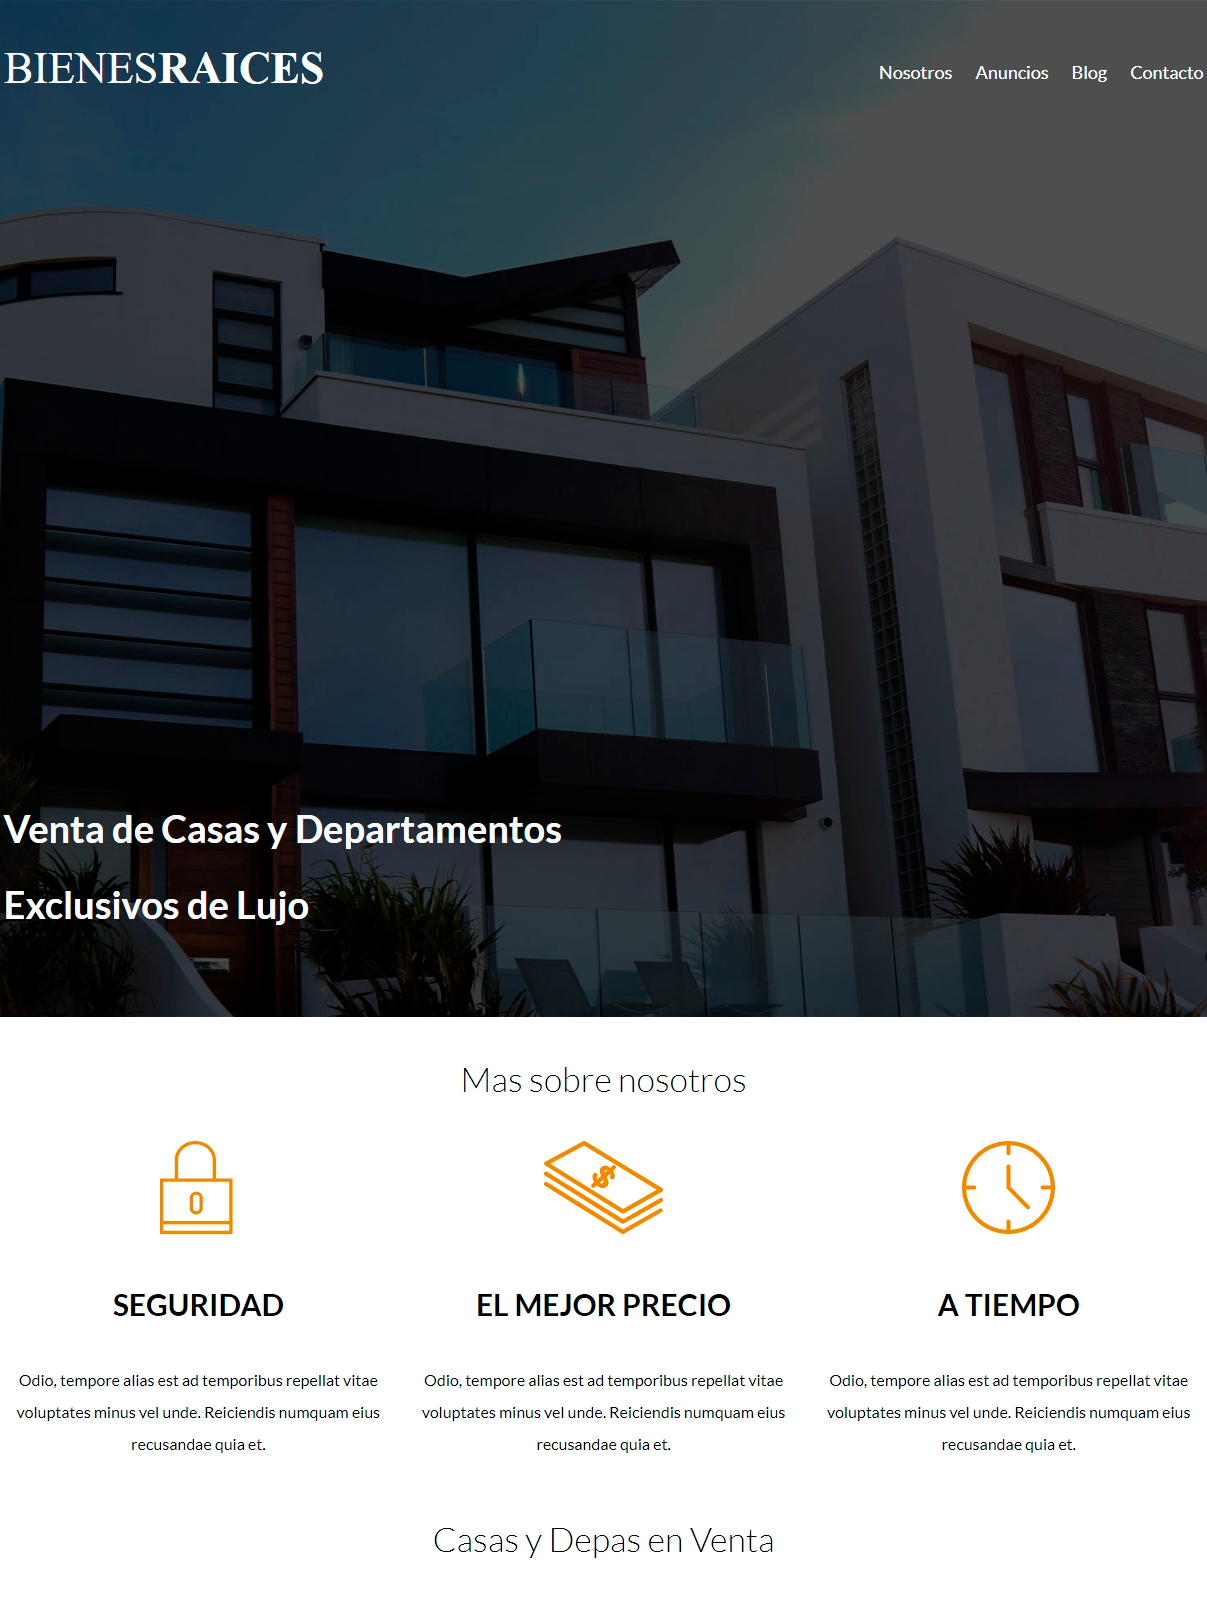 BIENESRAICES
Nosotros Anuncios Blog Contacto
Venta de Casas y Departamentos
Exclusivos de Lujo
Mas sobre nosotros
$
SEGURIDAD
Odio, tempore alias est ad temporibus repellat vitae
voluptates minus vel unde. Reiciendis numquam eius
recusandae quia et.
EL MEJOR PRECIO
Odio, tempore alias est ad temporibus repellat vitae
voluptates minus vel unde. Reiciendis numquam eius
recusandae quia et.
A TIEMPO
Odio, tempore alias est ad temporibus repellat vitae
voluptates minus vel unde. Reiciendis numquam eius
recusandae quia et.
Casas y Depas en Venta